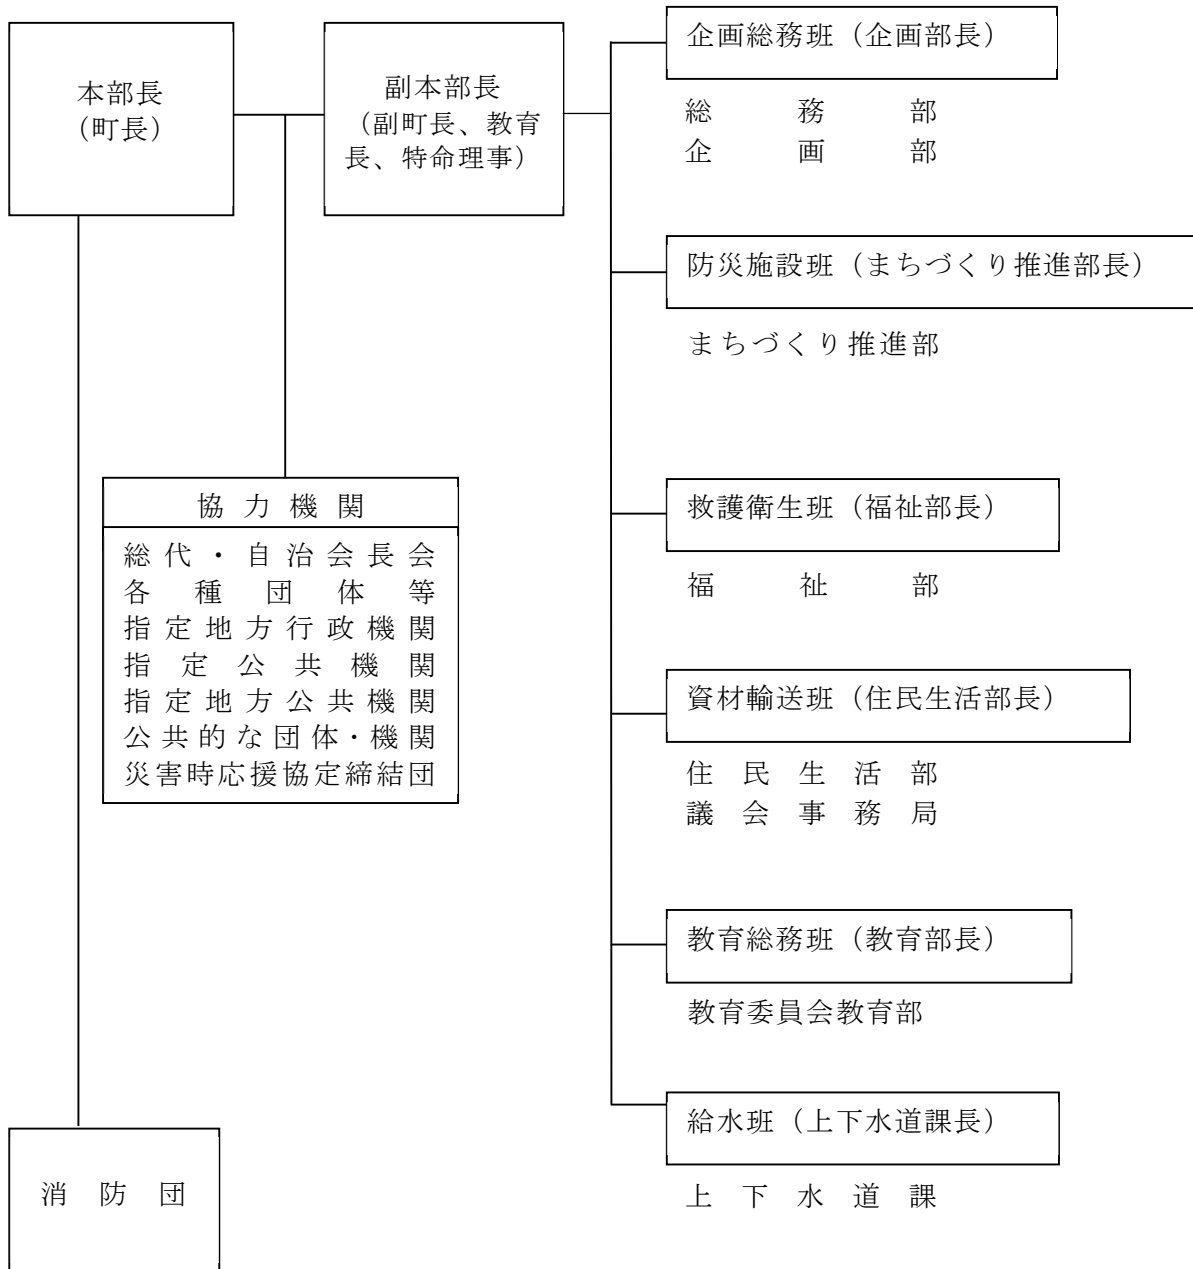 本部長
(町長)
副本部長
(副町長、教育
長、特命理事)
協力機関
総代・自治会長会
各種団体等
指定地方行政機関
指定公共機関
指定地方公共機関
公共的な団体・機関
災害時応援協定締結団
消防団
企画総務班（企画部長）
総務部
企画部
防災施設班（まちづくり推進部長）
まちづくり推進部
救護衛生班（福祉部長）
福祉部
資材輸送班（住民生活部長）
住民生活部
議会事務局
教育総務班（教育部長）
教育委員会教育部
給水班（上下水道課長）
上下水道課